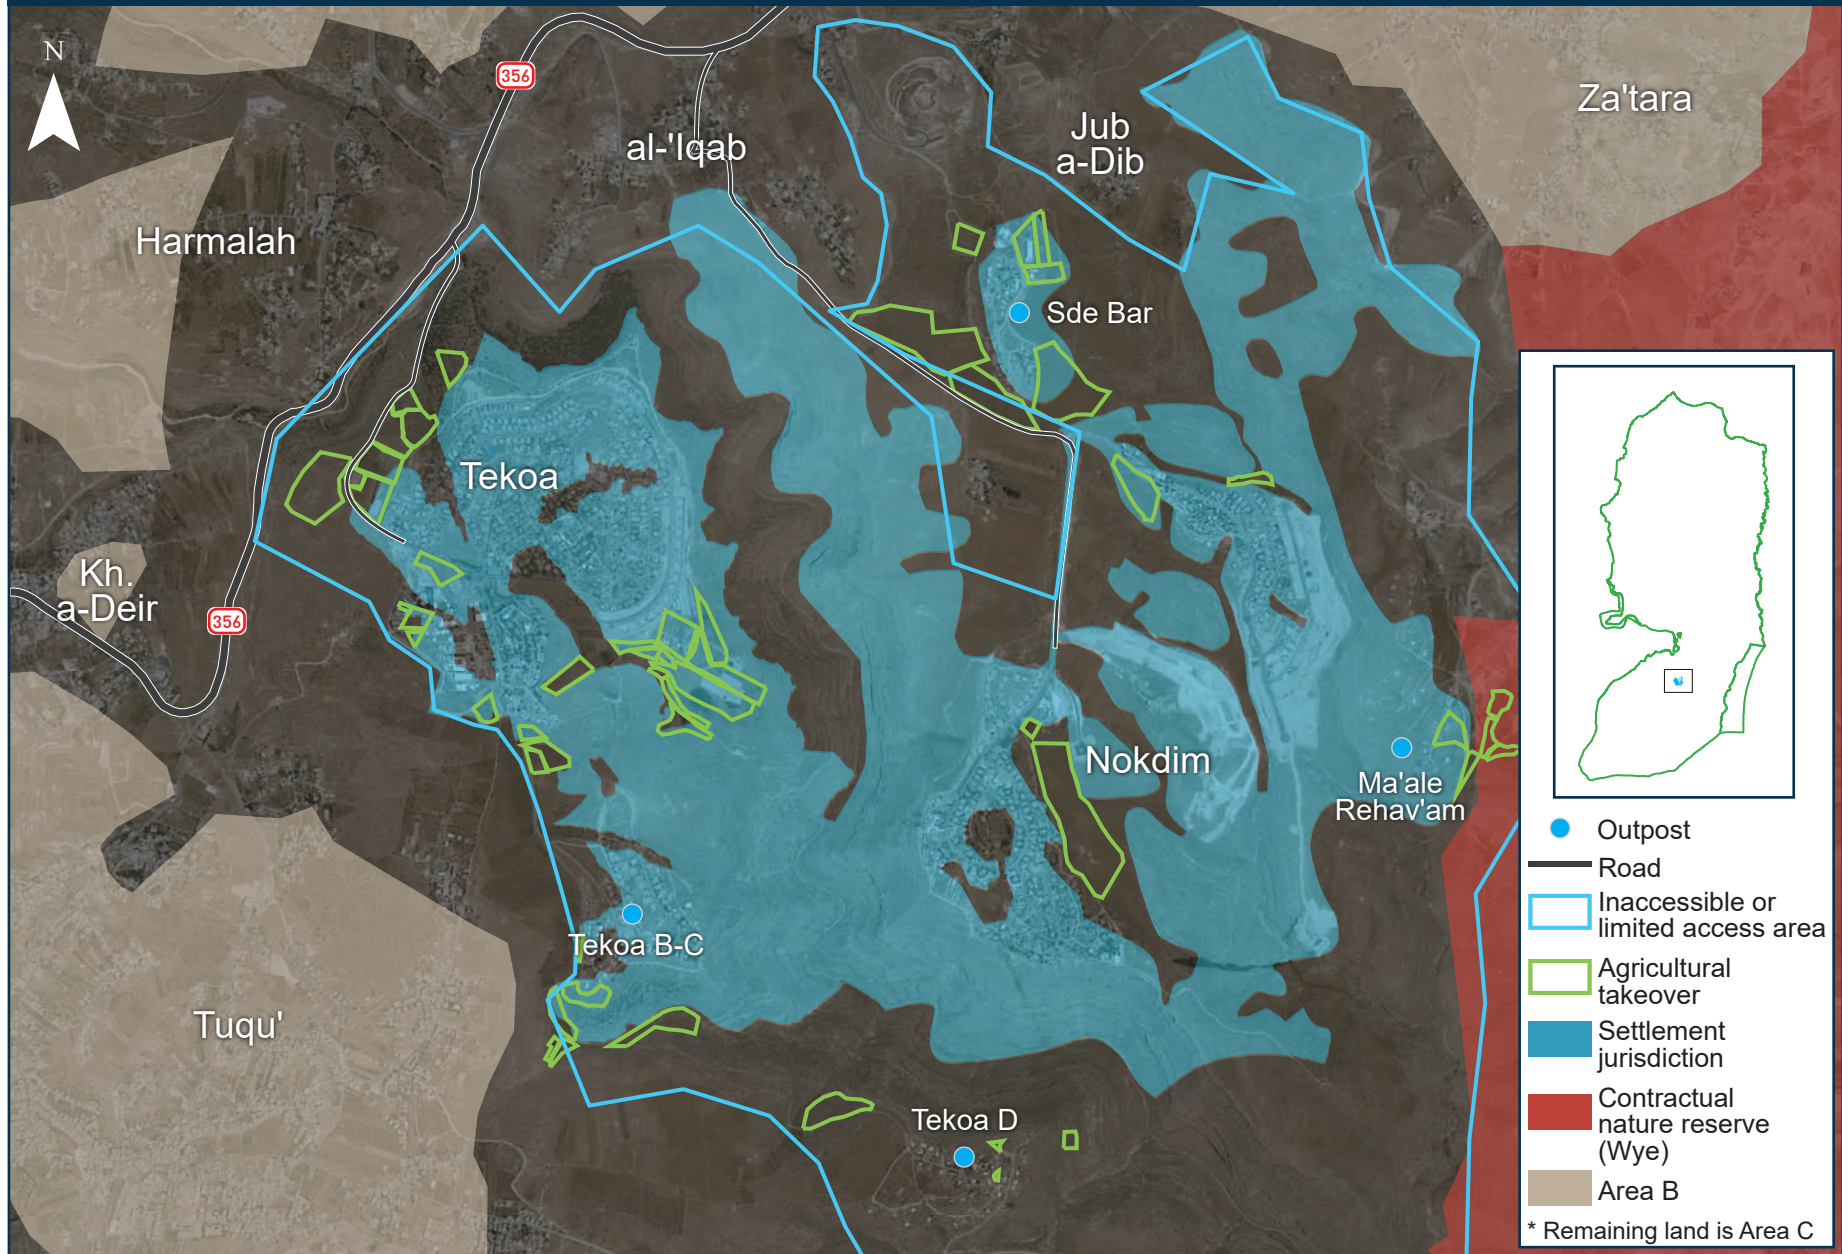 N
356
al-'Iqab
Jub
a-Dib
Za'tara
Harmalah
Sde Bar
Tekoa
Kh.
a-Deir
356
Nokdim
Ma'ale
Rehav'am
Tekoa B-C
Tuqu'
Tekoa D
Outpost
Road
Inaccessible or
limited access area
Agricultural
takeover
Settlement
jurisdiction
Contractual
nature reserve
(Wye)
Area B
* Remaining land is Area C